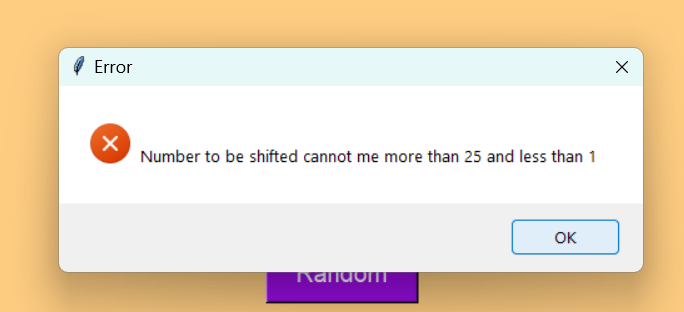 Error
Number to be shifted cannot me more than 25 and less than 1
OK
Random